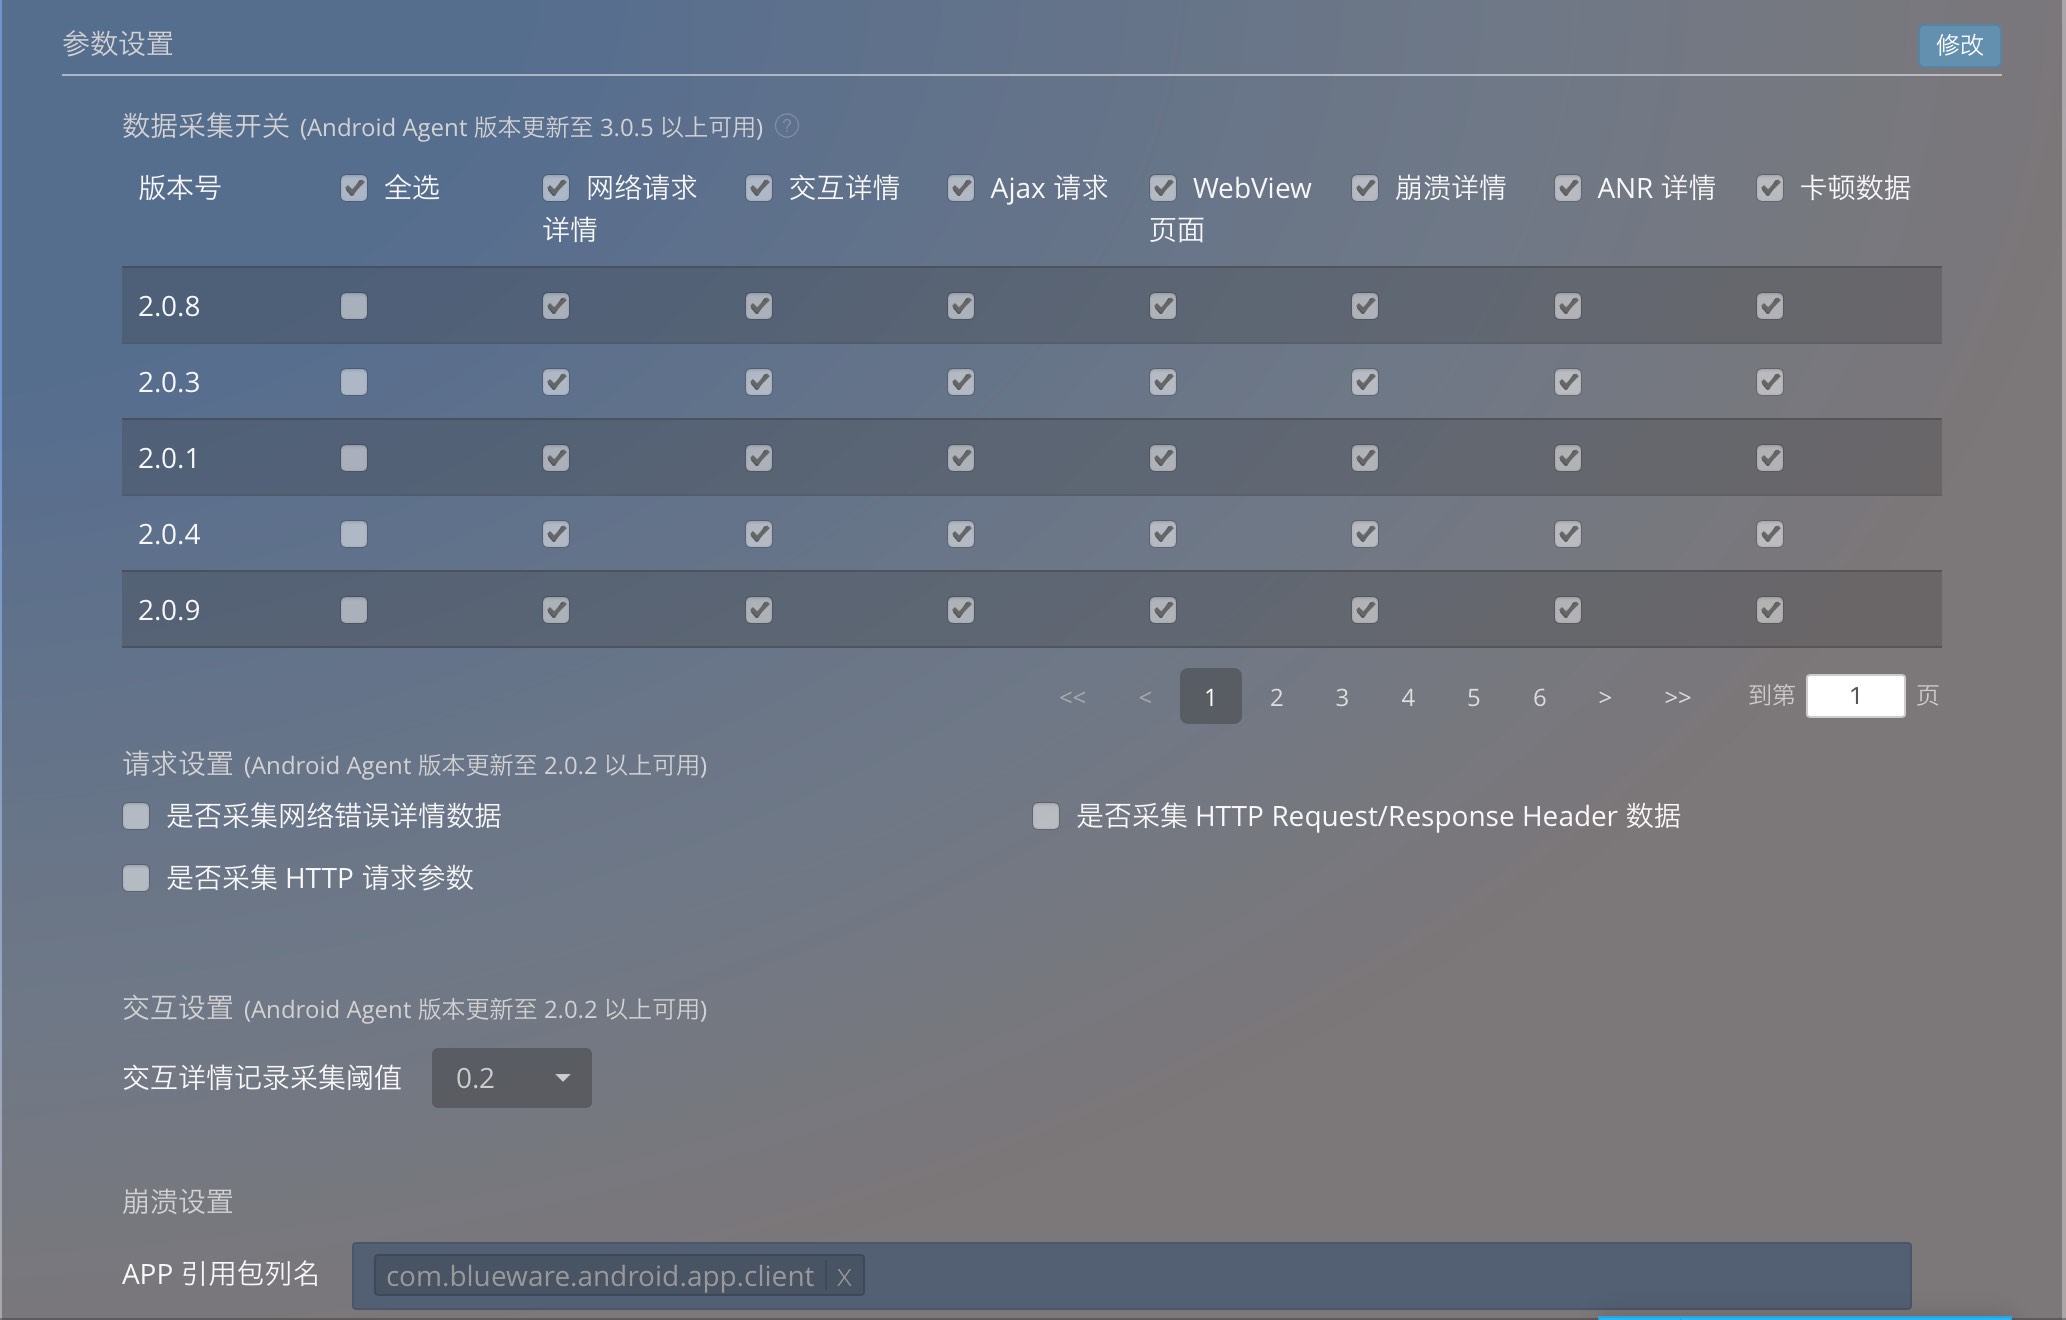 参数设置
修改
数据采集开关 (Android Agent 版本更新至 3.0.5 以上可用) ?
版本号 全选 网络请求详情 交互详情 Ajax 请求 WebView 页面 崩溃详情 ANR 详情 卡顿数据
2.0.8
2.0.3
2.0.1
2.0.4
2.0.9
<< < 1 2 3 4 5 6 > >> 到第 1 页
请求设置 (Android Agent 版本更新至 2.0.2 以上可用)
是否采集网络错误详情数据 是否采集 HTTP Request/Response Header 数据
是否采集 HTTP 请求参数
交互设置 (Android Agent 版本更新至 2.0.2 以上可用)
交互详情记录采集阈值 0.2
崩溃设置
APP 引用包列名 com.blueware.android.app.client X